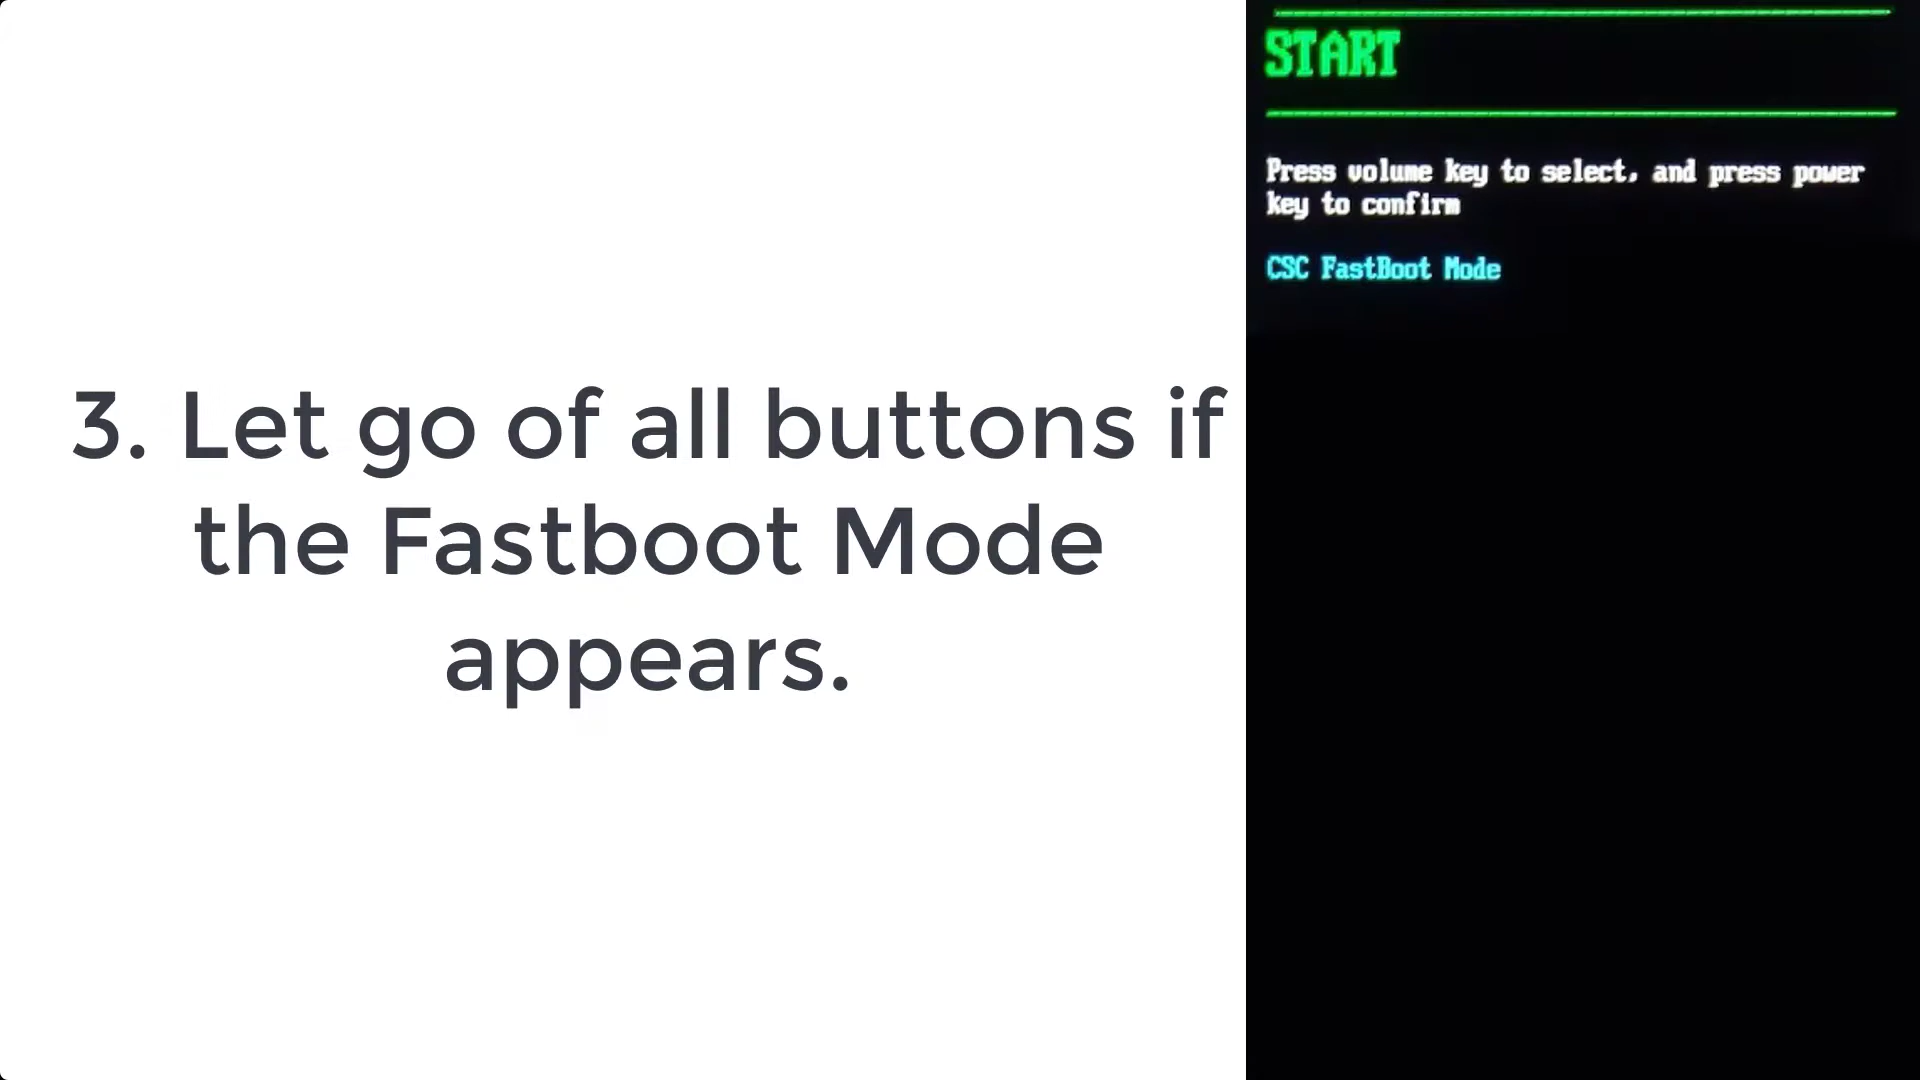 3. Let go of all buttons if
the Fastboot Mode
appears.
START
Press volume key to select, and press power
key to confirm
CSC FastBoot Mode